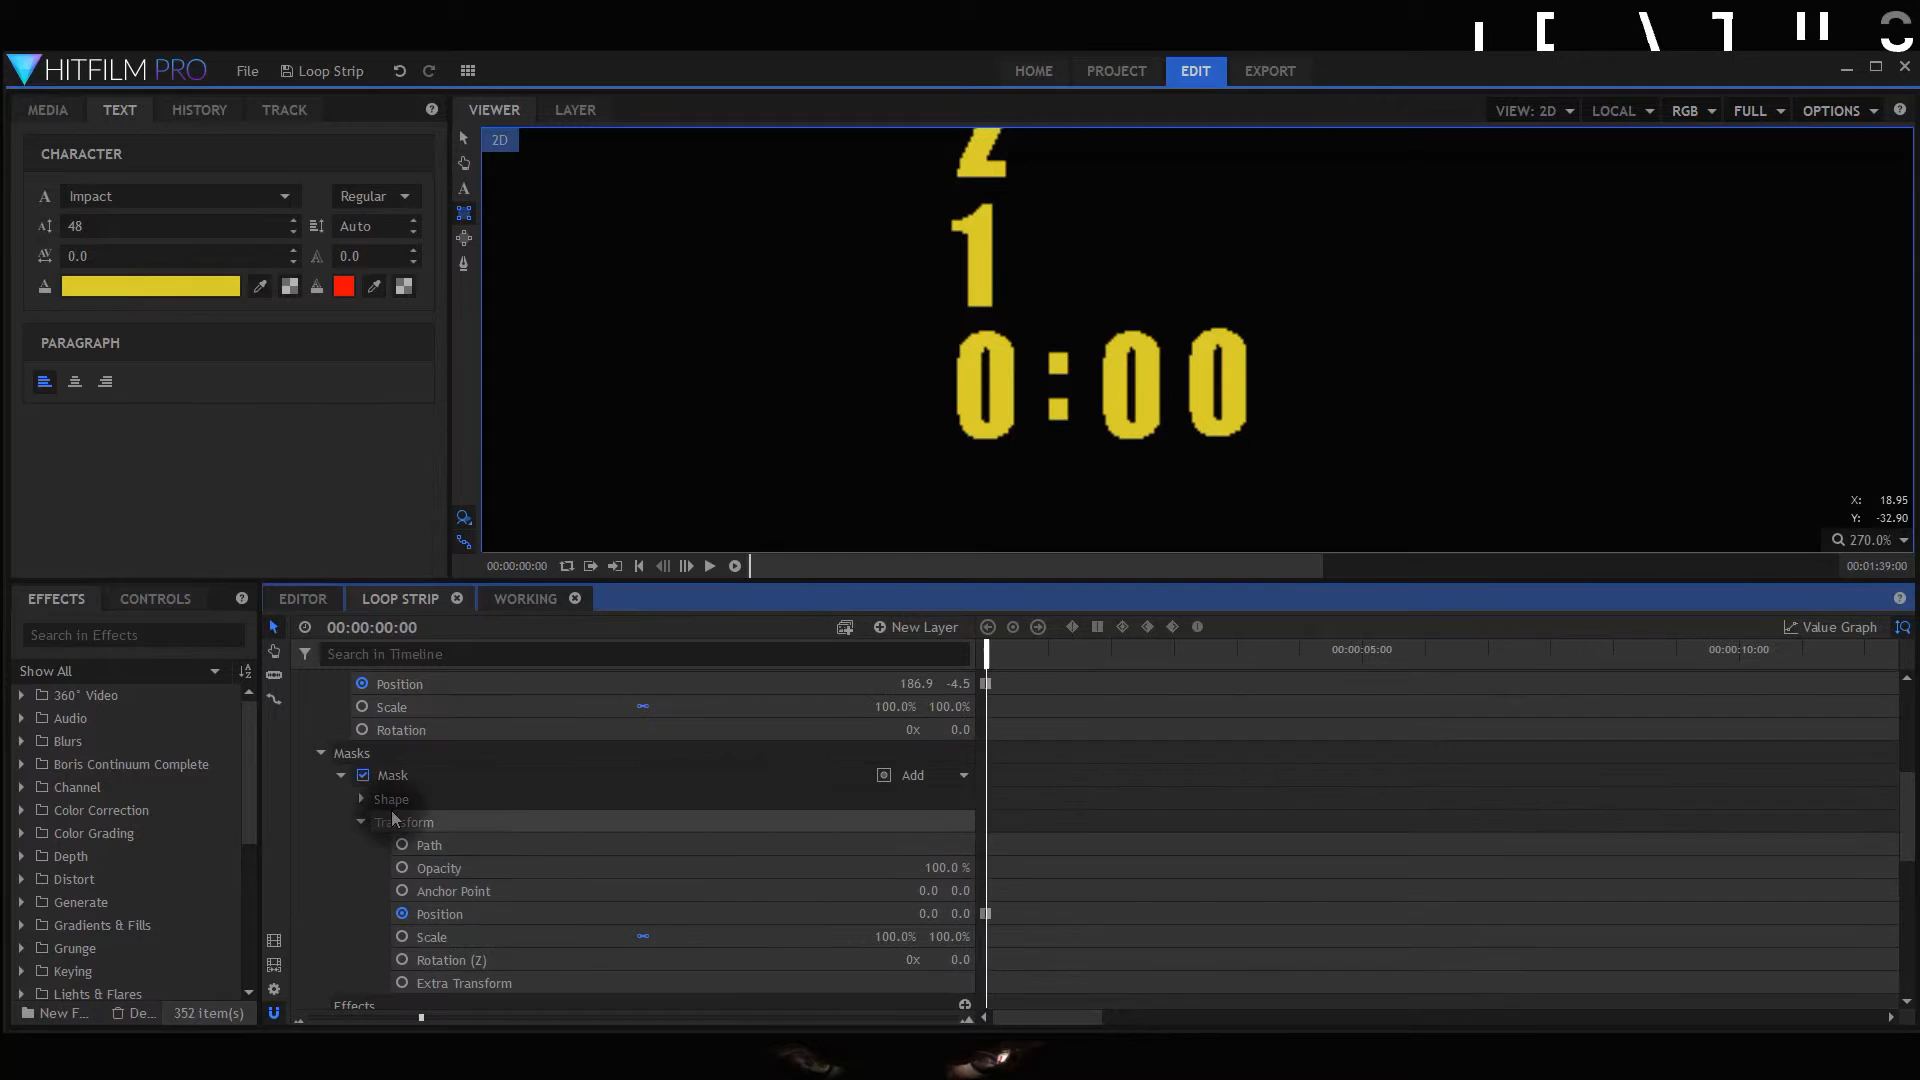 HITFILM PRO File Loop Strip HOME PROJECT EDIT EXPORT
MEDIA TEXT HISTORY TRACK VIEWER LAYER VIEW: 2D LOCAL RGB FULL OPTIONS
CHARACTER
Impact Regular
48 Auto
0.0 0.0
PARAGRAPH
2D
2
1
0:00
X: 18.95
Y: -32.90
270.0%
00:00:00:00 00:01:39:00
EFFECTS CONTROLS EDITOR LOOP STRIP WORKING
Search in Effects 00:00:00:00 New Layer Value Graph
Search in Timeline 00:00:05:00 00:00:10:00
Show All
360° Video
Audio
Blurs
Boris Continuum Complete
Channel
Color Correction
Color Grading
Depth
Distort
Generate
Gradients & Fills
Grunge
Keying
Lights & Flares
New F... De... 352 item(s)
Position 186.9 -4.5
Scale 100.0% 100.0%
Rotation 0x 0.0
Masks
Mask Add
Shape
Transform
Path
Opacity 100.0 %
Anchor Point 0.0 0.0
Position 0.0 0.0
Scale 100.0% 100.0%
Rotation (Z) 0x 0.0
Extra Transform
Effects